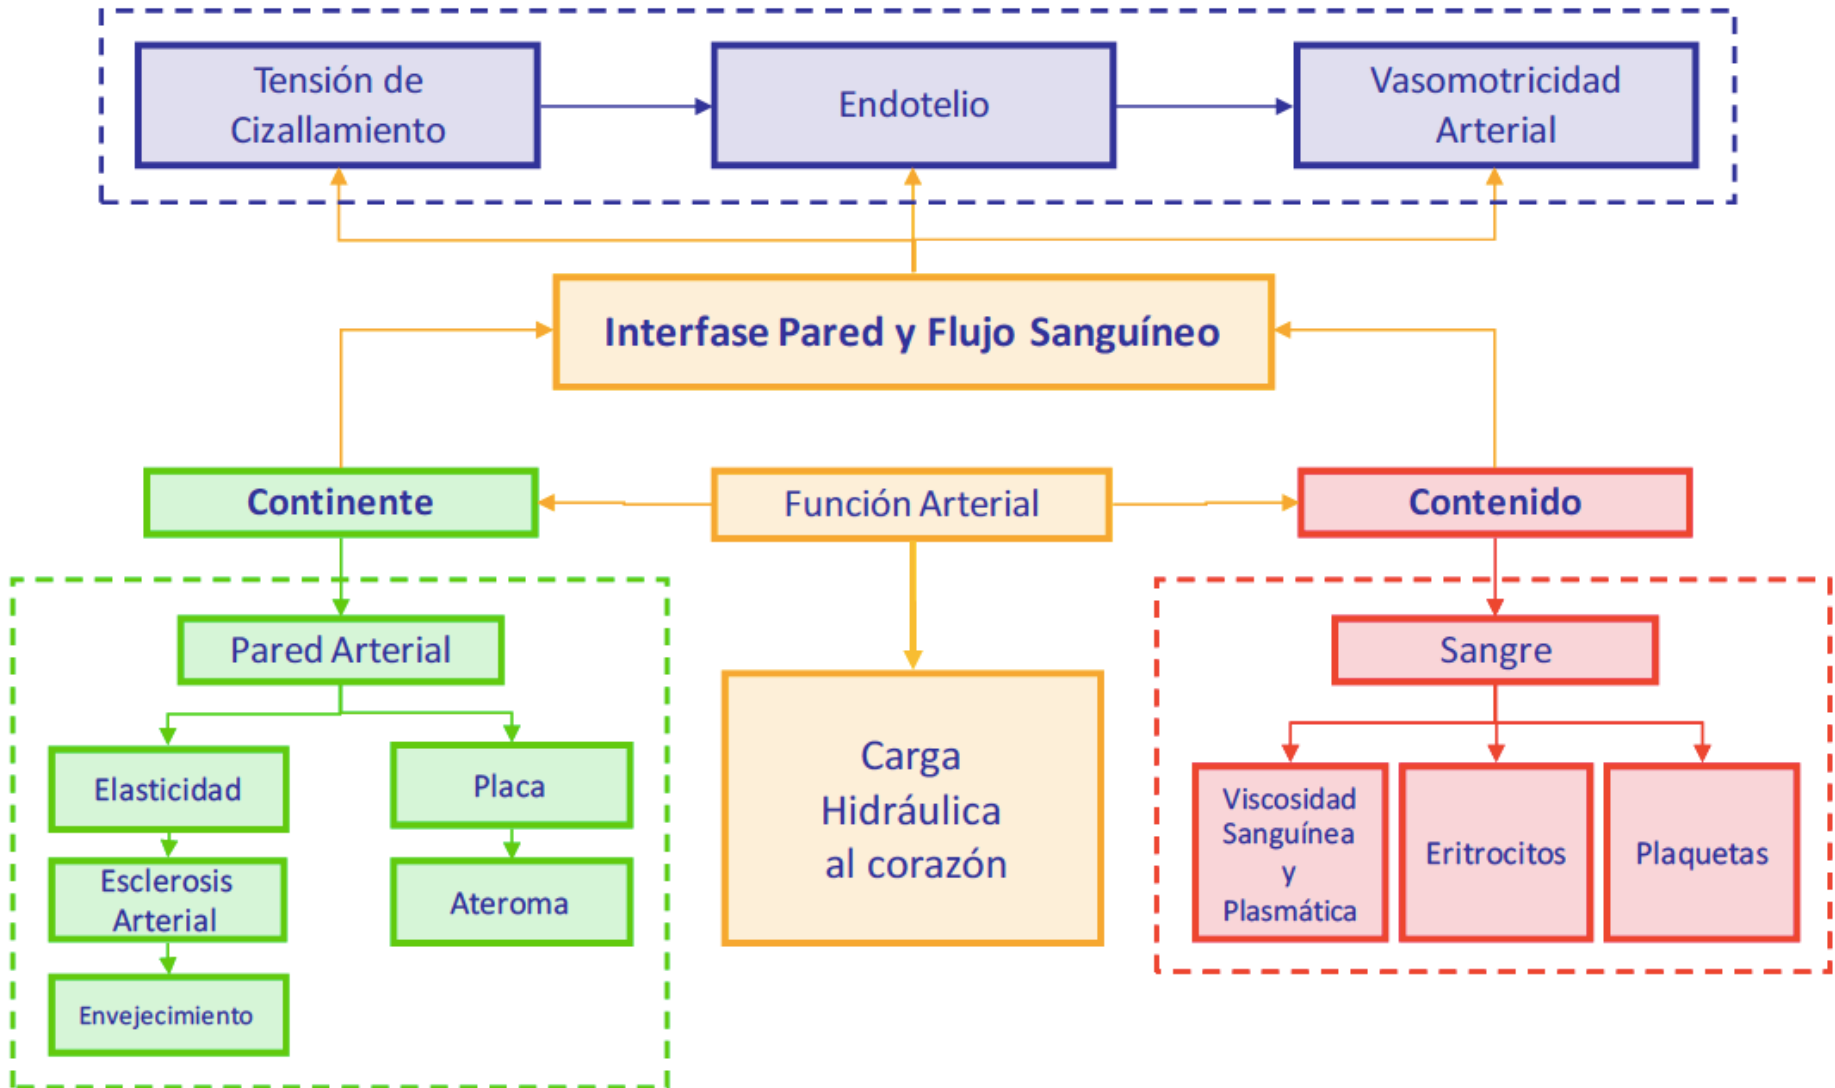 Tensión de
Cizallamiento
Endotelio
Vasomotricidad
Arterial
Interfase Pared y Flujo Sanguíneo
Continente
Función Arterial
Contenido
Pared Arterial
Sangre
Elasticidad
Placa
Esclerosis
Arterial
Ateroma
Envejecimiento
Carga
Hidráulica
al corazón
Viscosidad
Sanguínea
y
Plasmática
Eritrocitos
Plaquetas